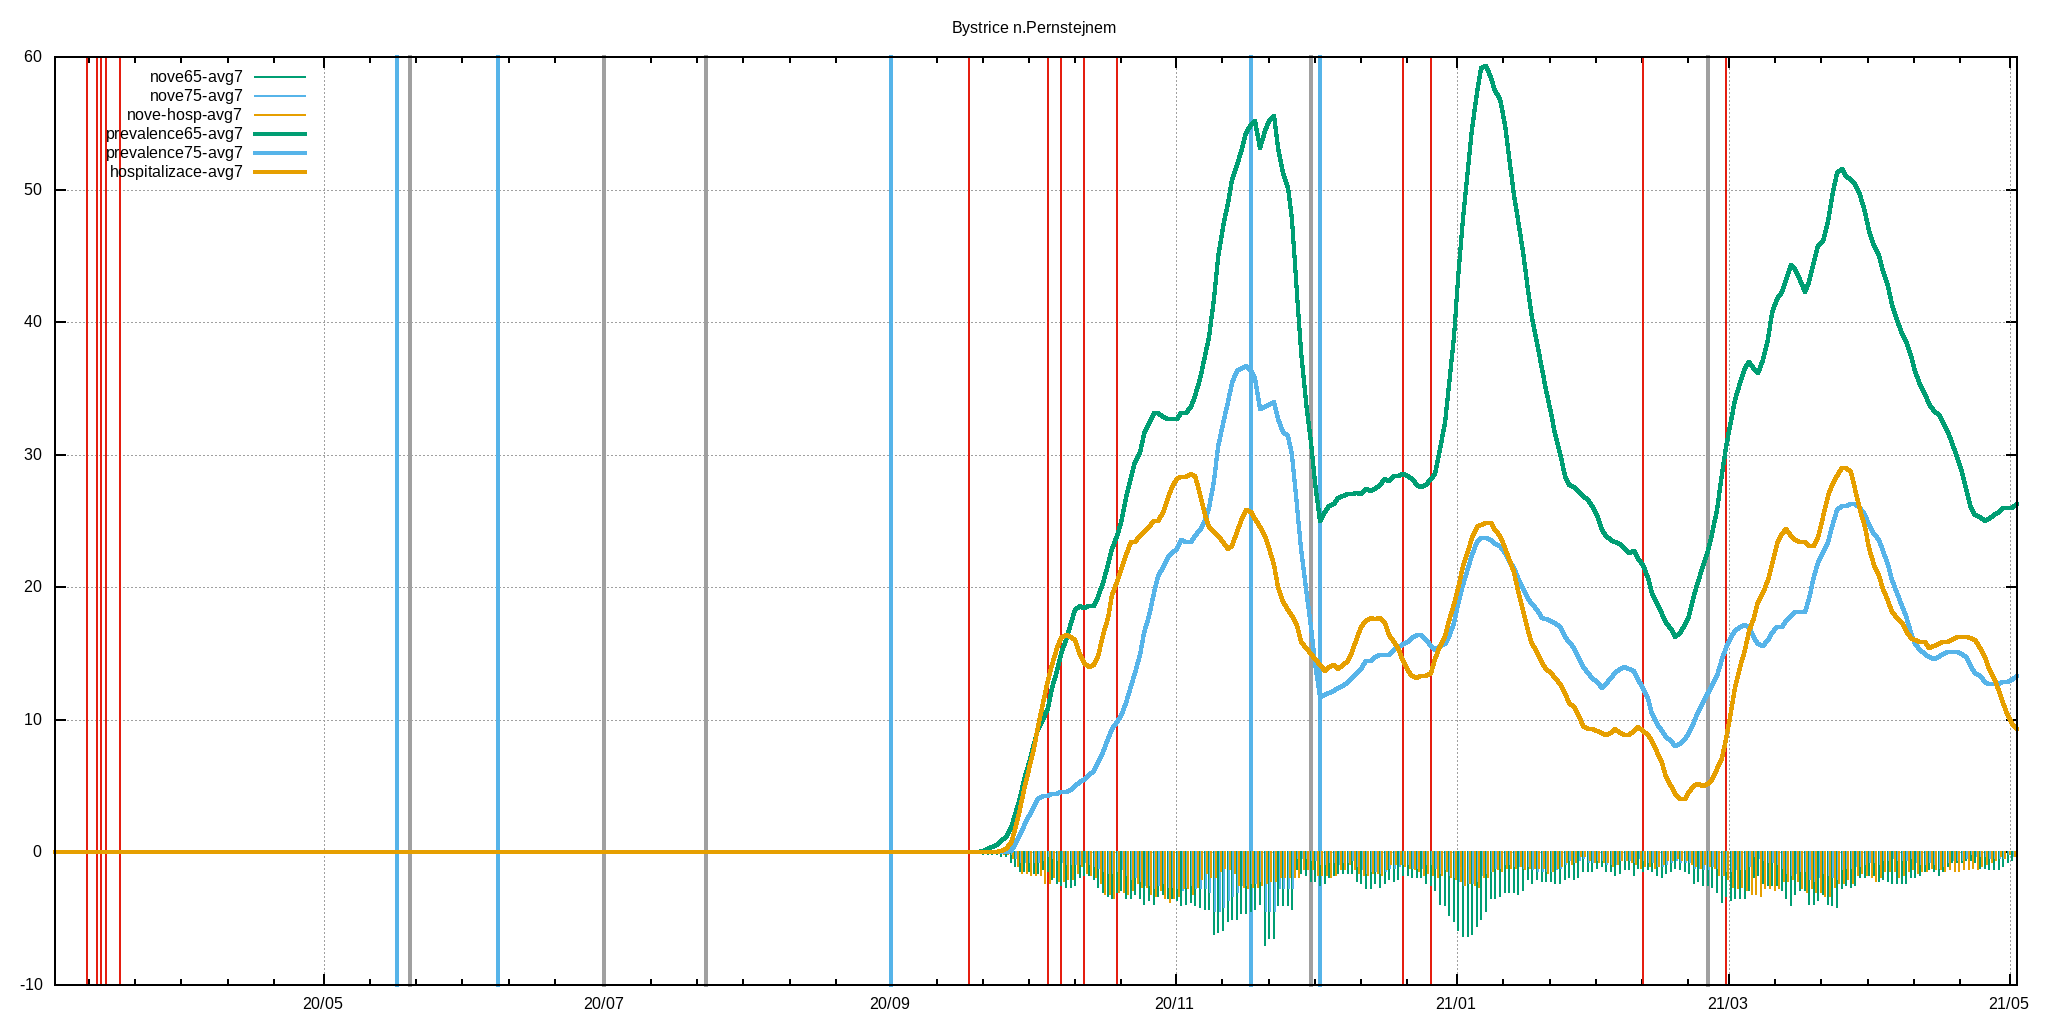 Bystrice n.Pernstejnem
60
nove65-avg7
nove75-avg7
nove-hosp-avg7
prevalence65-avg7
prevalence75-avg7
hospitalizace-avg7
50
40
30
20
10
0
-10
20/05
20/07
20/09
20/11
21/01
21/03
21/05